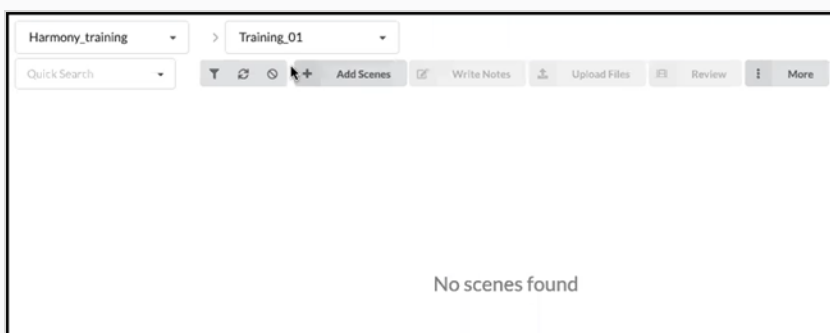 Harmony_training > Training_01
Quick Search Add Scenes Write Notes Upload Files Review More
No scenes found